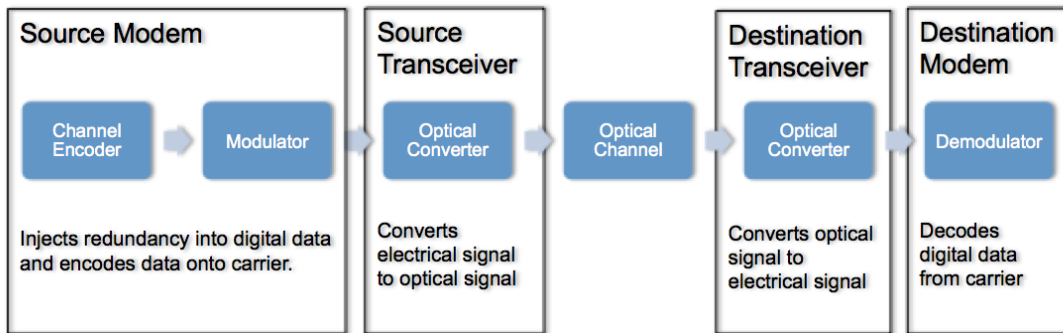 Source Modem
Channel
Encoder
Modulator
Injects redundancy into digital data
and encodes data onto carrier.
Source
Transceiver
Optical
Converter
Converts
electrical signal
to optical signal
Optical
Channel
Destination
Transceiver
Optical
Converter
Converts optical
signal to
electrical signal
Destination
Modem
Demodulator
Decodes
digital data
from carrier